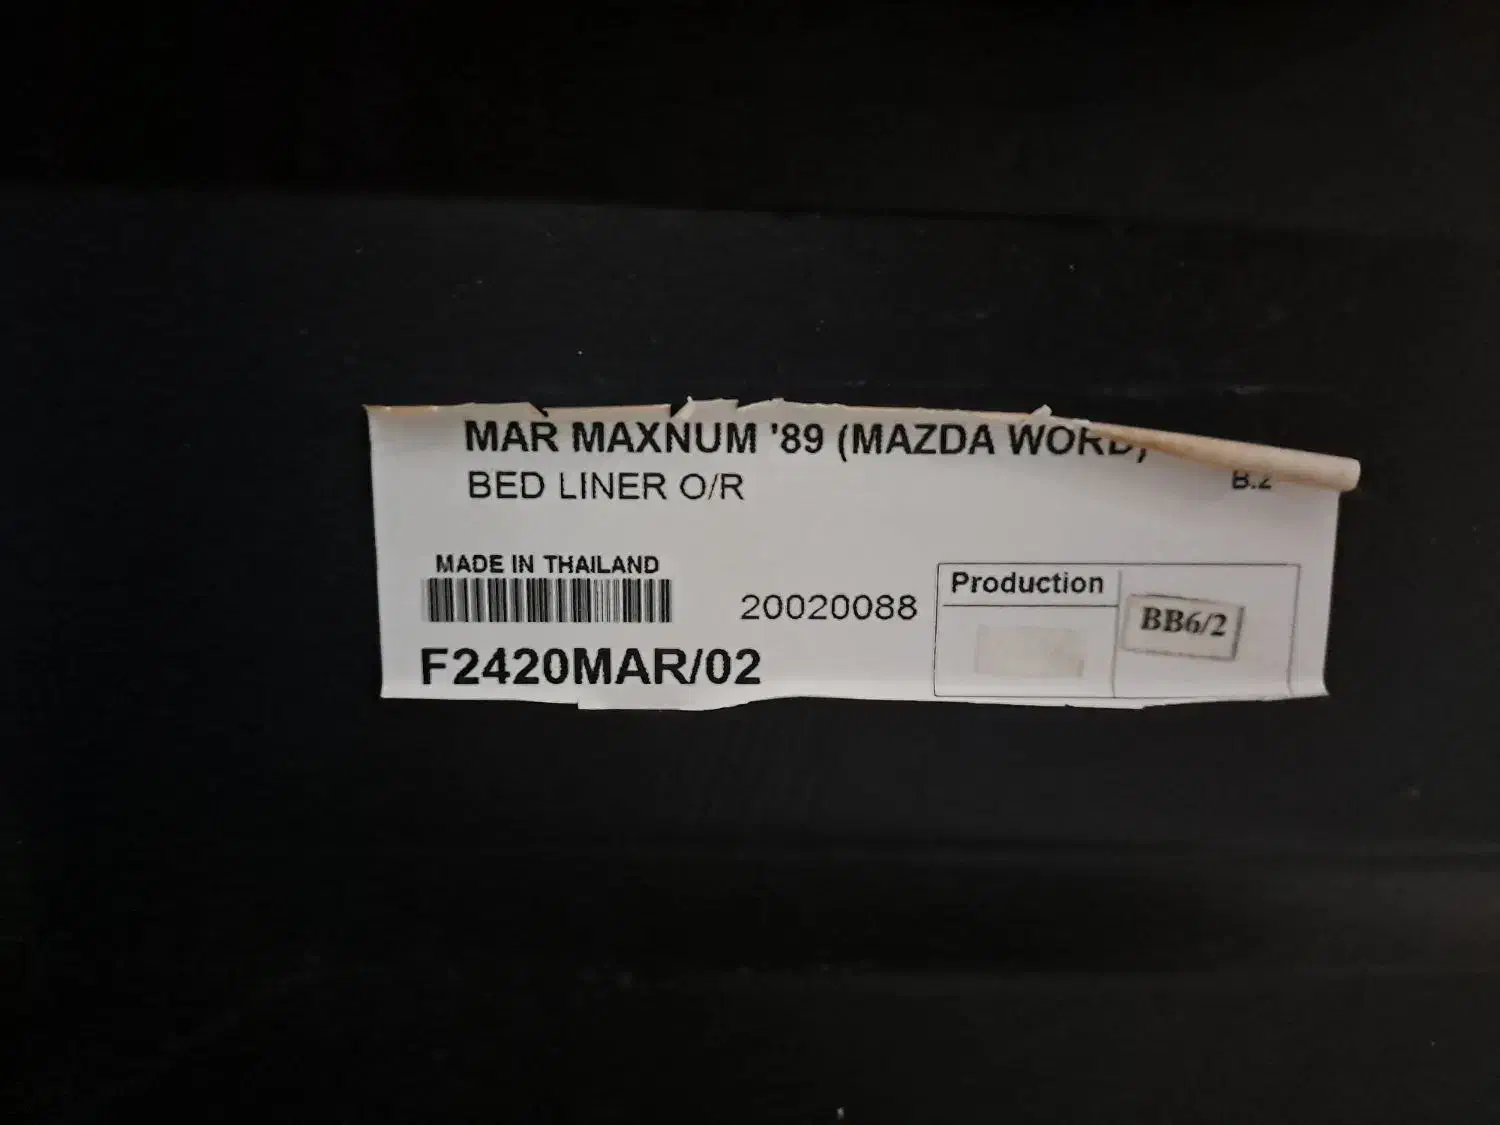 MAR MAXNUM '89 (MAZDA WORD)
BED LINER O/R
B.2
MADE IN THAILAND
20020088
F2420MAR/02
Production
BB6/2